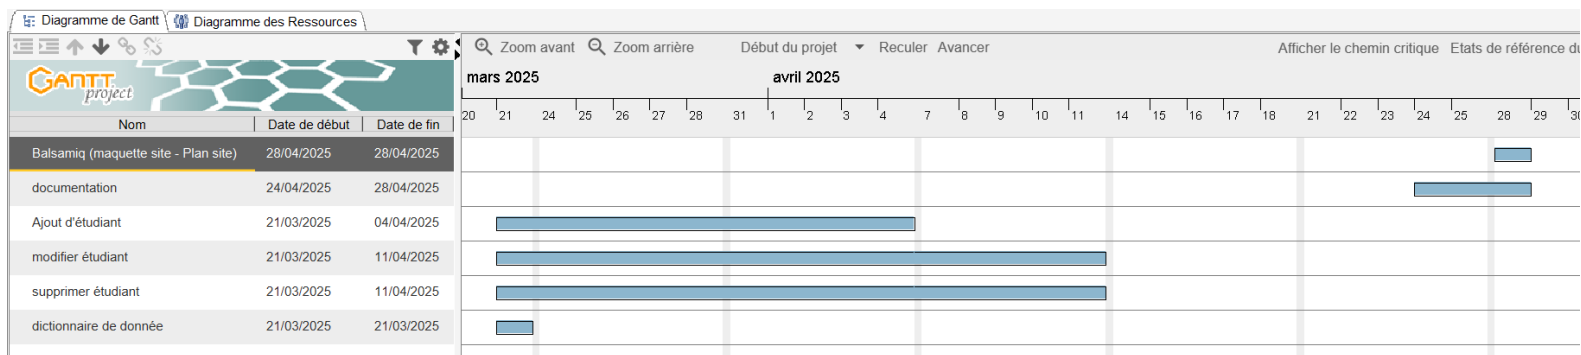 Diagramme de Gantt Diagramme des Ressources
Zoom avant Zoom arrière Début du projet Reculer Avancer Afficher le chemin critique Etats de référence du
GANTT project
mars 2025 avril 2025
20 21 24 25 26 27 28 31 1 2 3 4 7 8 9 10 11 14 15 16 17 18 21 22 23 24 25 28 29 30
Nom Date de début Date de fin
Balsamiq (maquette site - Plan site) 28/04/2025 28/04/2025
documentation 24/04/2025 28/04/2025
Ajout d'étudiant 21/03/2025 04/04/2025
modifier étudiant 21/03/2025 11/04/2025
supprimer étudiant 21/03/2025 11/04/2025
dictionnaire de donnée 21/03/2025 21/03/2025